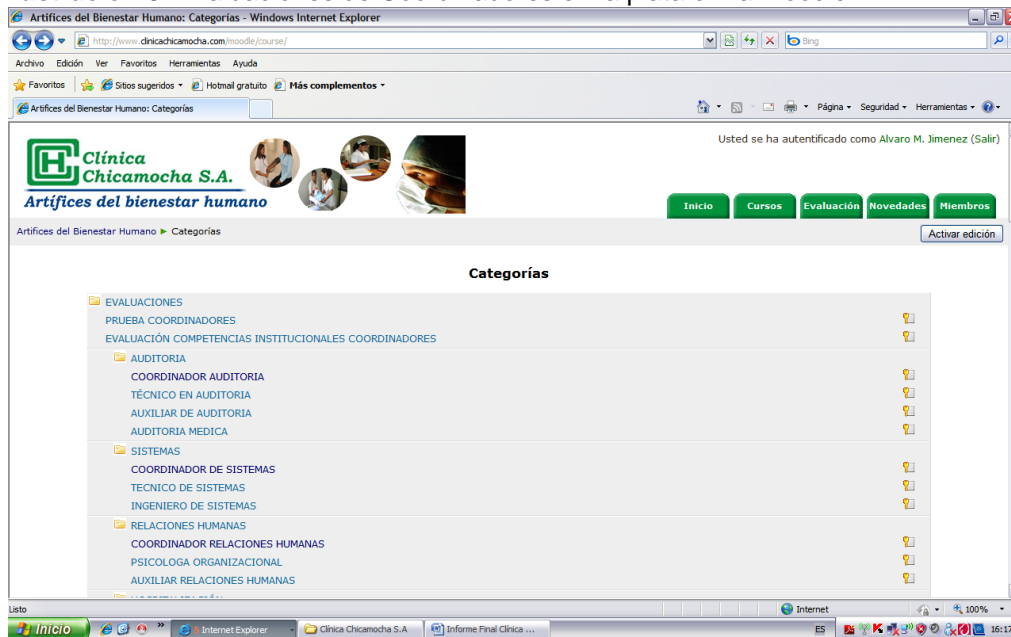 Artifices del Bienestar Humano: Categorías - Windows Internet Explorer
http://www.clinicachicamocha.com/moodle/course/
Bing
Archivo Edición Ver Favoritos Herramientas Ayuda
Favoritos Sitios sugeridos Hotmail gratuito Más complementos
Artifices del Bienestar Humano: Categorías
Página Seguridad Herramientas
Usted se ha autentificado como Alvaro M. Jimenez (Salir)
Clínica
Chicamocha S.A.
Artífices del bienestar humano
Inicio Cursos Evaluación Novedades Miembros
Artifices del Bienestar Humano ► Categorías
Activar edición
Categorías
EVALUACIONES
PRUEBA COORDINADORES
EVALUACIÓN COMPETENCIAS INSTITUCIONALES COORDINADORES
AUDITORIA
COORDINADOR AUDITORIA
TÉCNICO EN AUDITORIA
AUXILIAR DE AUDITORIA
AUDITORIA MEDICA
SISTEMAS
COORDINADOR DE SISTEMAS
TECNICO DE SISTEMAS
INGENIERO DE SISTEMAS
RELACIONES HUMANAS
COORDINADOR RELACIONES HUMANAS
PSICOLOGA ORGANIZACIONAL
AUXILIAR RELACIONES HUMANAS
Listo
Internet
100%
Inicio
Internet Explorer
Clínica Chicamocha S.A
Informe Final Clínica ...
ES
16:17